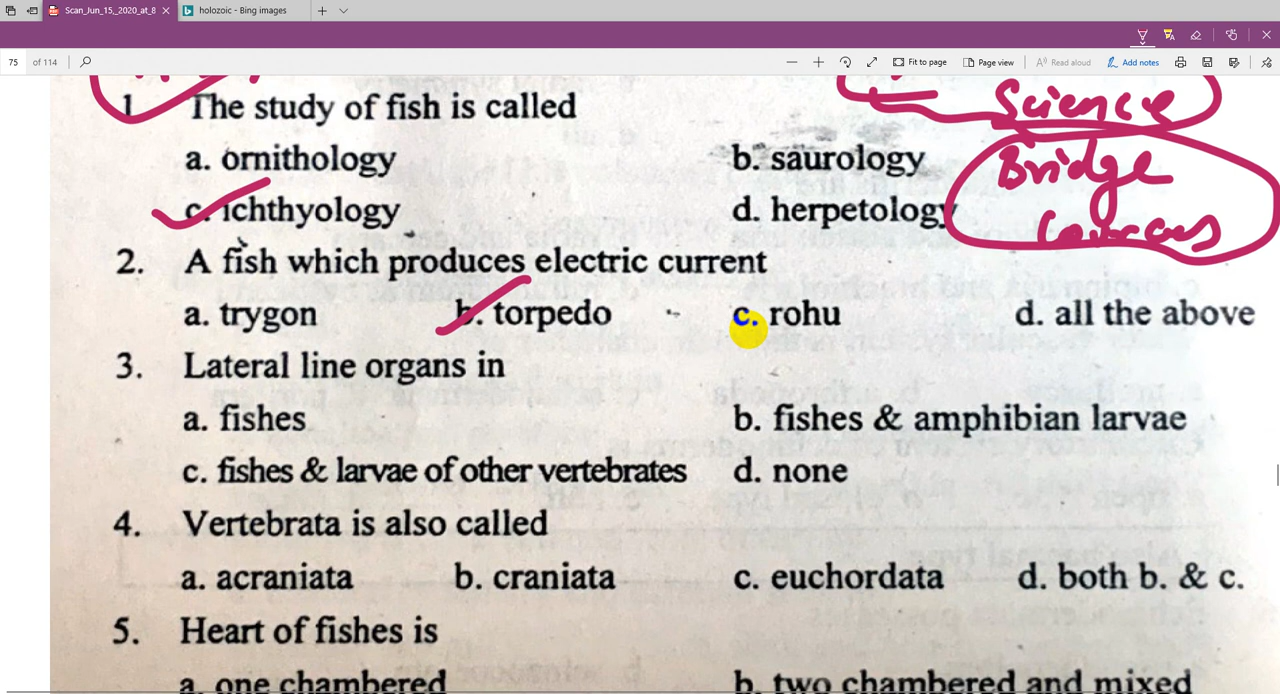 Scan_Jun_15,_2020_at_8
holozoic - Bing images
75 of 114
Fit to page
Page view
Read aloud
Add notes
Science
1 The study of fish is called
a. ornithology b. saurology
c. ichthyology d. herpetology
Bridge
2. A fish which produces electric current
a. trygon b. torpedo c. rohu d. all the above
3. Lateral line organs in
a. fishes b. fishes & amphibian larvae
c. fishes & larvae of other vertebrates d. none
4. Vertebrata is also called
a. acraniata b. craniata c. euchordata d. both b. & c.
5. Heart of fishes is
a. one chambered b. two chambered and mixed